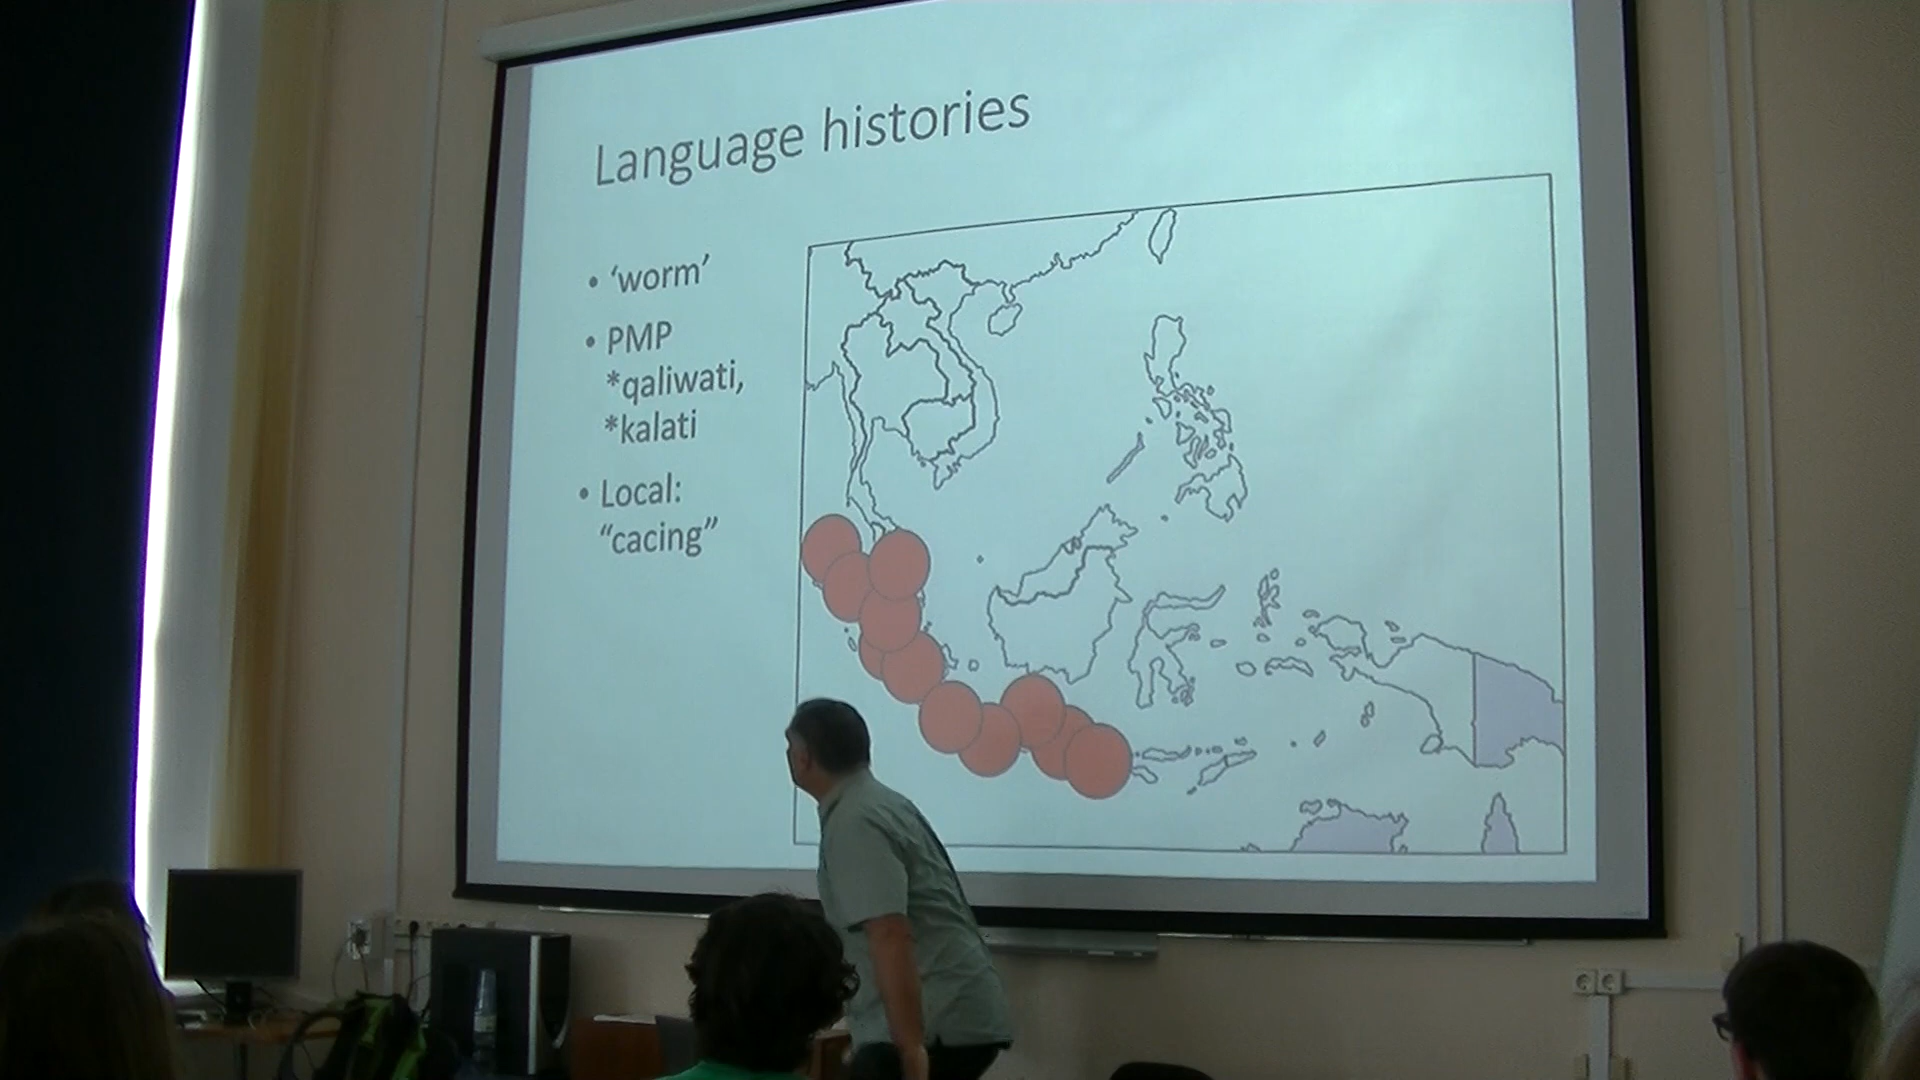 Language histories
• ‘worm’
• PMP
*qaliwati,
*kalati
• Local:
“cacing”